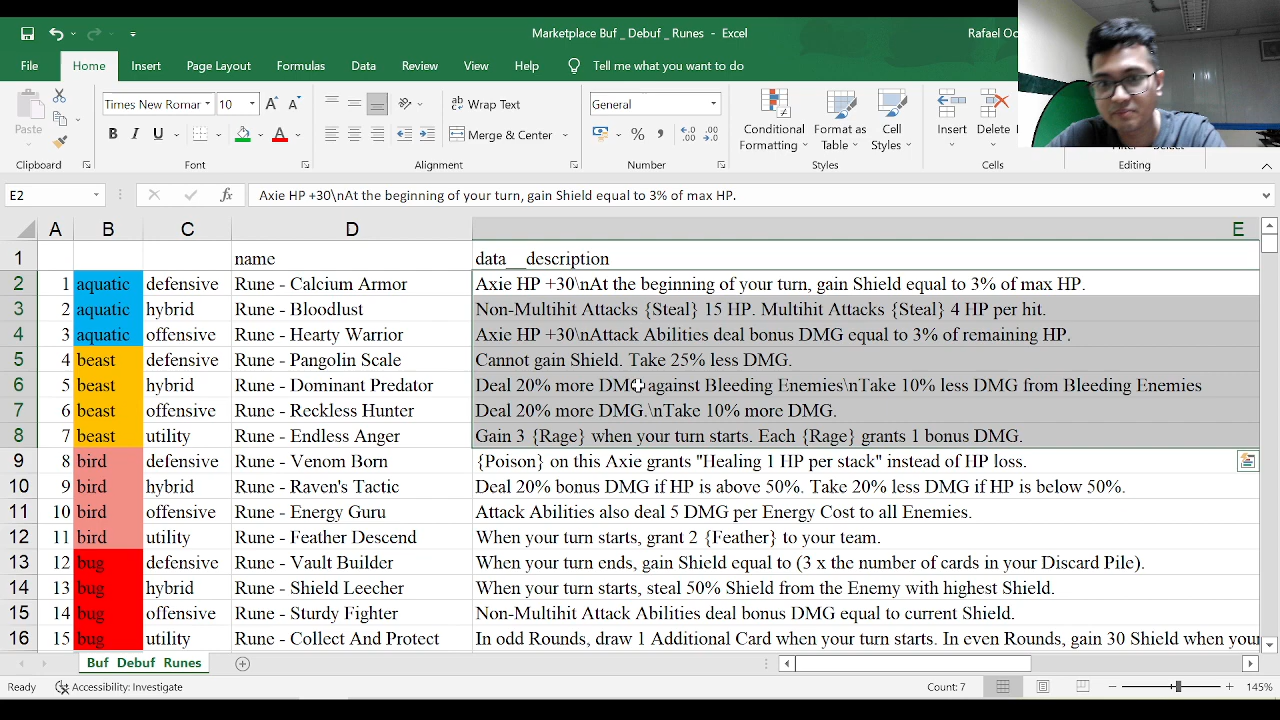 Marketplace Buf _ Debuf _ Runes - Excel
Rafael Oc
File Home Insert Page Layout Formulas Data Review View Help Tell me what you want to do
Times New Romar 10
Wrap Text
General
Paste
B I U
Merge & Center
Conditional Formatting
Format as Table
Cell Styles
Insert Delete
Clipboard Font Alignment Number Styles Cells Editing
E2 fx Axie HP +30\nAt the beginning of your turn, gain Shield equal to 3% of max HP.
A B C D E
1 name data__description
2 1 aquatic defensive Rune - Calcium Armor Axie HP +30\nAt the beginning of your turn, gain Shield equal to 3% of max HP.
3 2 aquatic hybrid Rune - Bloodlust Non-Multihit Attacks {Steal} 15 HP. Multihit Attacks {Steal} 4 HP per hit.
4 3 aquatic offensive Rune - Hearty Warrior Axie HP +30\nAttack Abilities deal bonus DMG equal to 3% of remaining HP.
5 4 beast defensive Rune - Pangolin Scale Cannot gain Shield. Take 25% less DMG.
6 5 beast hybrid Rune - Dominant Predator Deal 20% more DMG against Bleeding Enemies\nTake 10% less DMG from Bleeding Enemies
7 6 beast offensive Rune - Reckless Hunter Deal 20% more DMG.\nTake 10% more DMG.
8 7 beast utility Rune - Endless Anger Gain 3 {Rage} when your turn starts. Each {Rage} grants 1 bonus DMG.
9 8 bird defensive Rune - Venom Born {Poison} on this Axie grants "Healing 1 HP per stack" instead of HP loss.
10 9 bird hybrid Rune - Raven's Tactic Deal 20% bonus DMG if HP is above 50%. Take 20% less DMG if HP is below 50%.
11 10 bird offensive Rune - Energy Guru Attack Abilities also deal 5 DMG per Energy Cost to all Enemies.
12 11 bird utility Rune - Feather Descend When your turn starts, grant 2 {Feather} to your team.
13 12 bug defensive Rune - Vault Builder When your turn ends, gain Shield equal to (3 x the number of cards in your Discard Pile).
14 13 bug hybrid Rune - Shield Leecher When your turn starts, steal 50% Shield from the Enemy with highest Shield.
15 14 bug offensive Rune - Sturdy Fighter Non-Multihit Attack Abilities deal bonus DMG equal to current Shield.
16 15 bug utility Rune - Collect And Protect In odd Rounds, draw 1 Additional Card when your turn starts. In even Rounds, gain 30 Shield when your
Buf_Debuf_Runes
Ready Accessibility: Investigate Count: 7 145%